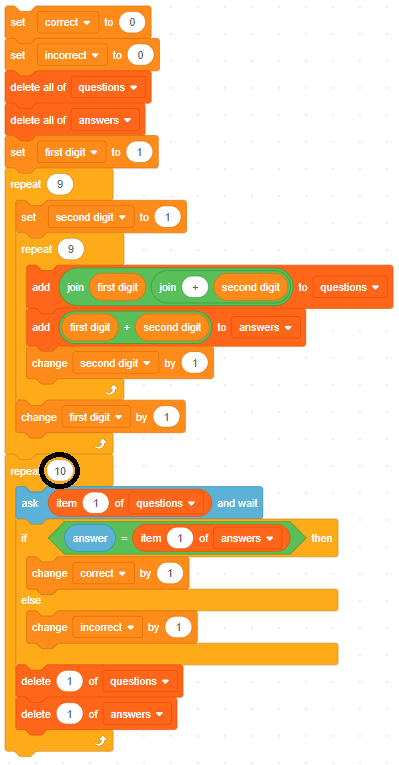 set correct to 0
set incorrect to 0
delete all of questions
delete all of answers
set first digit to 1
repeat 9
set second digit to 1
repeat 9
add join first digit join + second digit to questions
add first digit + second digit to answers
change second digit by 1
change first digit by 1
repeat 10
ask item 1 of questions and wait
if answer = item 1 of answers then
change correct by 1
else
change incorrect by 1
delete 1 of questions
delete 1 of answers